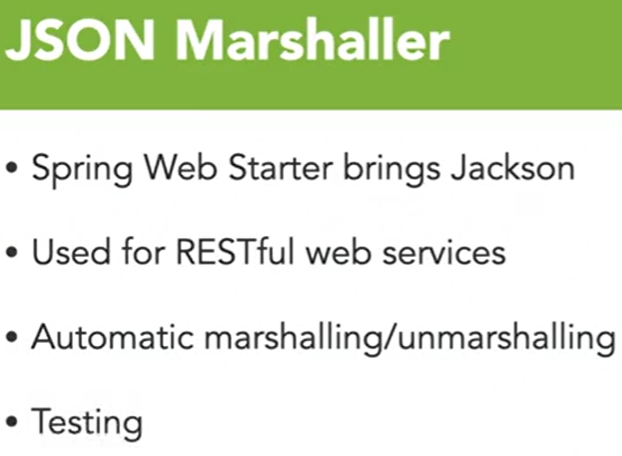 JSON Marshaller
• Spring Web Starter brings Jackson
• Used for RESTful web services
• Automatic marshalling/unmarshalling
• Testing